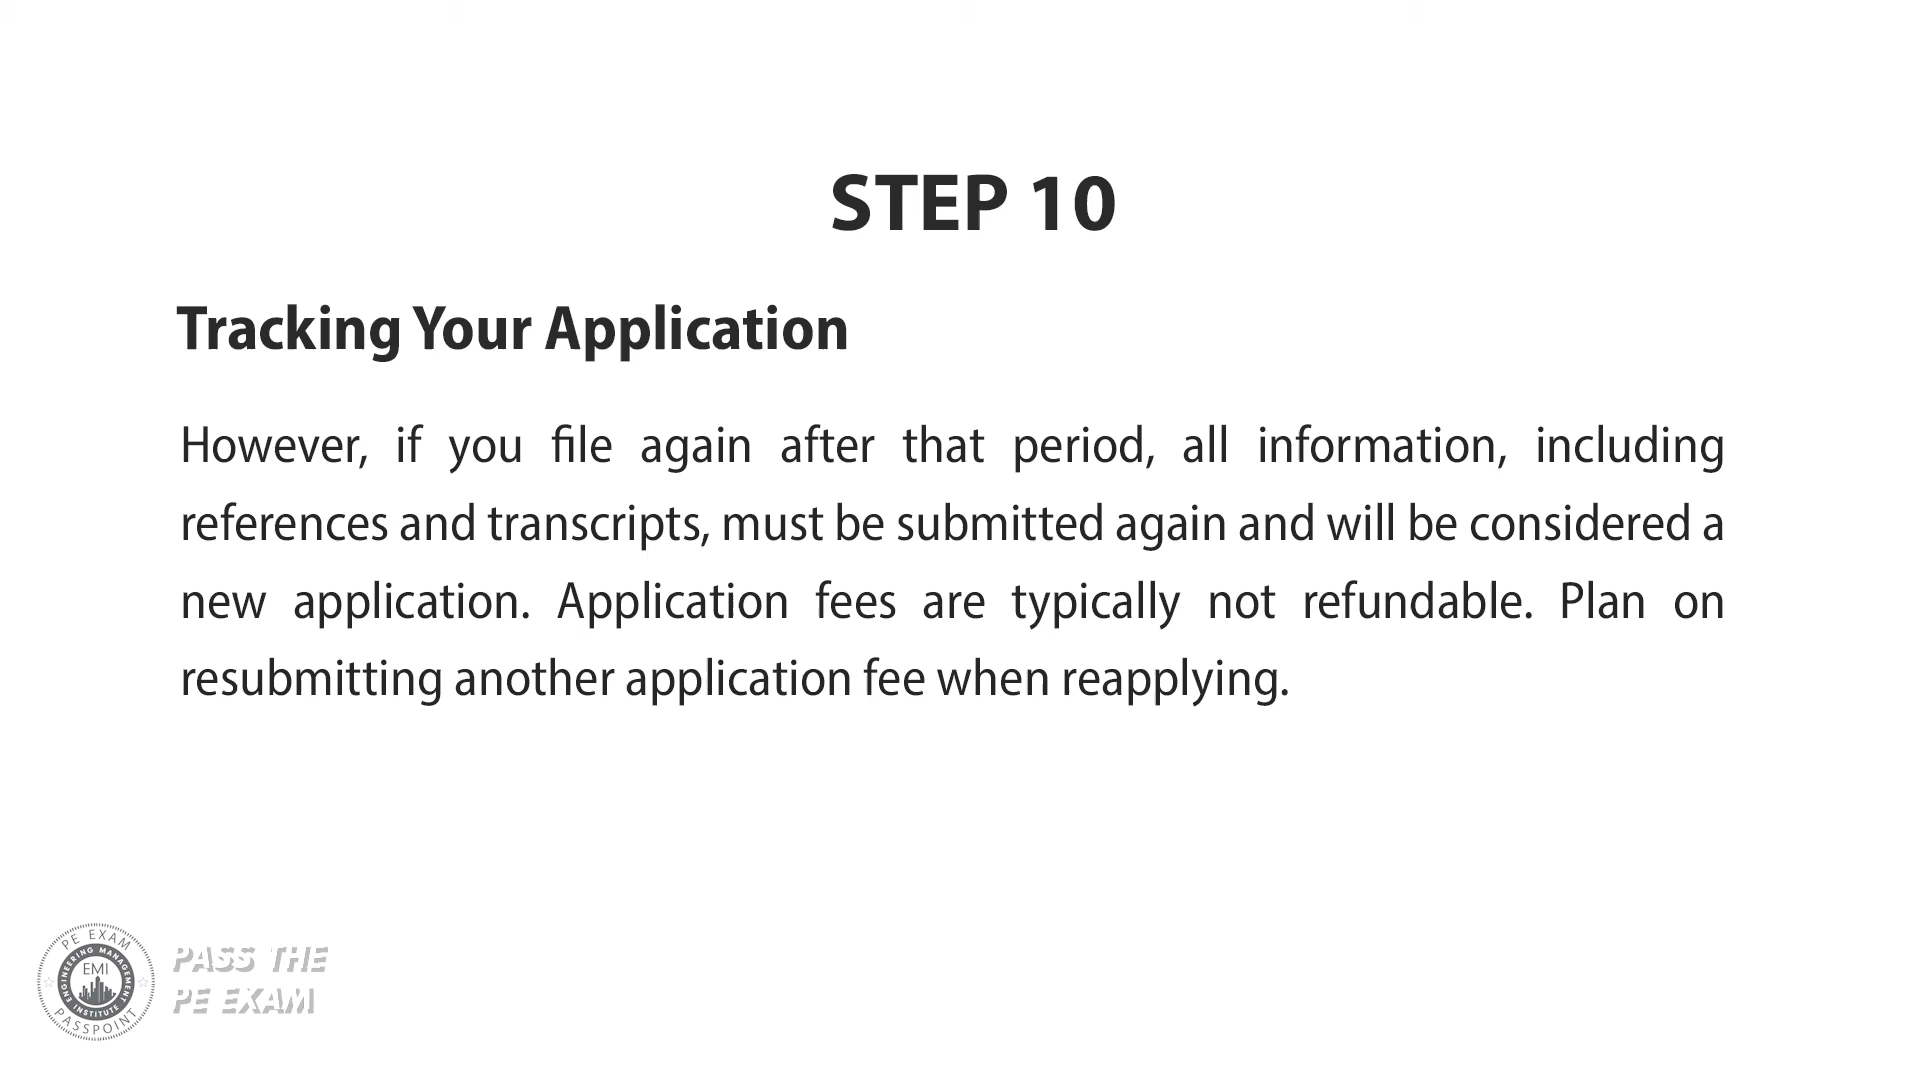 STEP 10
Tracking Your Application
However, if you file again after that period, all information, including
references and transcripts, must be submitted again and will be considered a
new application. Application fees are typically not refundable. Plan on
resubmitting another application fee when reapplying.
PE EXAM
ENGINEERING MANAGEMENT
EMI
INSTITUTE
PASSPOINT
PASS THE
PE EXAM